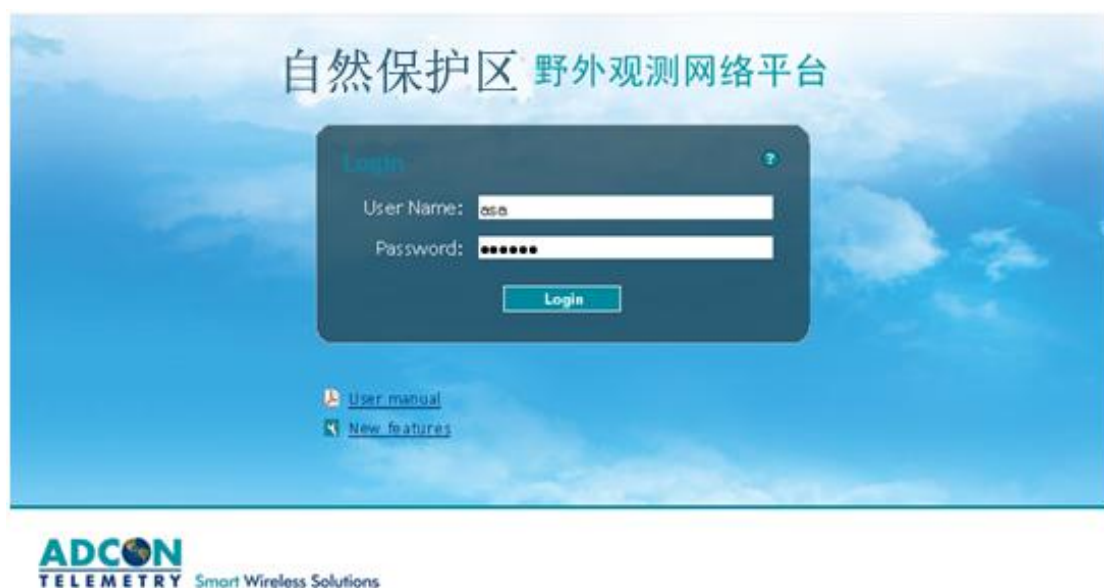 自然保护区 野外观测网络平台
Login
?
User Name: asa
Password: ●●●●●●
Login
User manual
New features
ADCON
TELEMETRY Smart Wireless Solutions